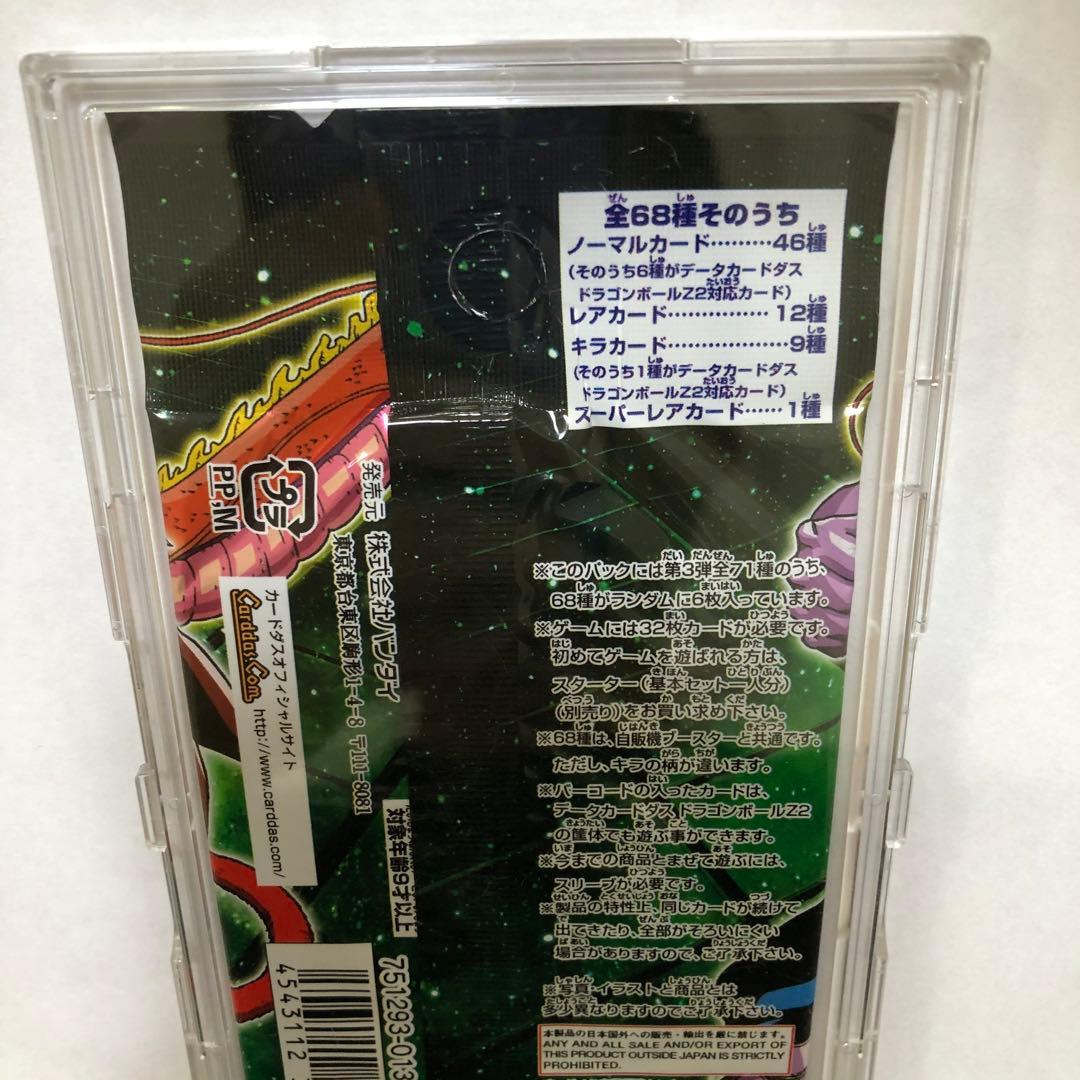 全68種そのうち
ノーマルカード………46種
(そのうち6種がデータカードダス
ドラゴンボールZ2対応カード)
レアカード……………… 12種
キラカード………………9種
(そのうち1種がデータカードダス
ドラゴンボールZ2対応カード)
スーパーレアカード…… 1種
プラ
PP,M
発売元 株式会社バンダイ
東京都台東区駒形1-4-8 〒111-8081
カードダスオフィシャルサイト
Carddas.Com http://www.carddas.com/
対象年齢9才以上
※このパックには第3弾全71種のうち、
68種がランダムに6枚入っています。
※ゲームには32枚カードが必要です。
初めてゲームを遊ばれる方は、
スターター(基本セット一人分)
(別売り)をお買い求め下さい。
※68種は、自販機ブースターと共通です。
ただし、キラの柄が違います。
※バーコードの入ったカードは、
データカードダス ドラゴンボールZ2
の筐体でも遊ぶ事ができます。
※今までの商品とまぜて遊ぶには、
スリーブが必要です。
※製品の特性上、同じカードが続けて
出てきたり、全部がそろいにくい
場合がありますので、ご了承下さい。
※写真・イラストと商品とは
多少異なりますのでご了承下さい。
本製品の日本国外への販売・輸出を厳に禁じます。
ANY AND ALL SALE AND/OR EXPORT OF
THIS PRODUCT OUTSIDE JAPAN IS STRICTLY
PROHIBITED.
4543112
751293-013